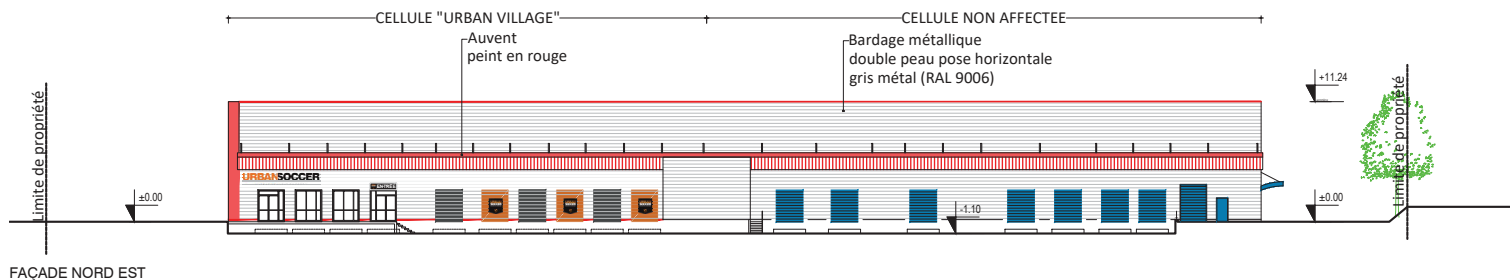 CELLULE "URBAN VILLAGE"
CELLULE NON AFFECTEE
Auvent
peint en rouge
Bardage métallique
double peau pose horizontale
gris métal (RAL 9006)
+11.24
Limite de propriété
Limite de propriété
URBANSOCCER
ENTRÉE
±0.00
±0.00
-1.10
FAÇADE NORD EST